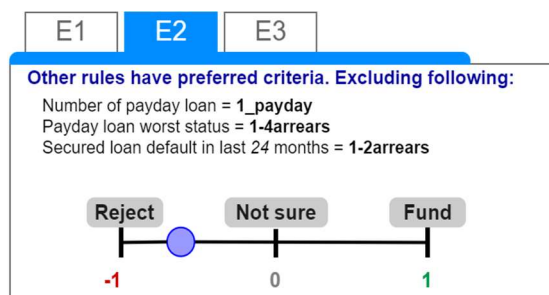 E1 E2 E3
Other rules have preferred criteria. Excluding following:
Number of payday loan = 1_payday
Payday loan worst status = 1-4arrears
Secured loan default in last 24 months = 1-2arrears
Reject Not sure Fund
-1 0 1